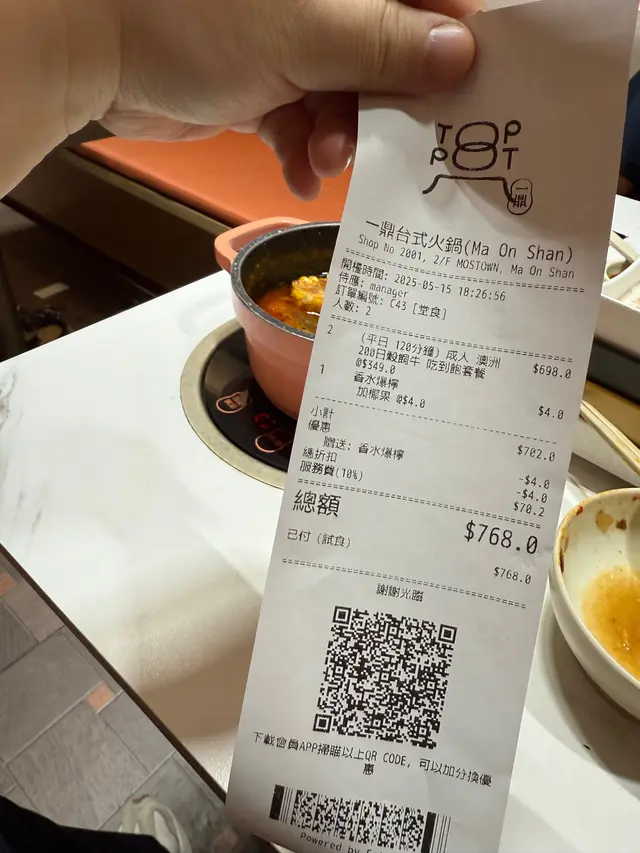 TOP
POT
一鼎
一鼎台式火鍋(Ma On Shan)
Shop No 2001, 2/F MOSTOWN, Ma On Shan
開檯時間: 2025-05-15 18:26:56
侍應: manager
訂單編號: C43 [堂食]
人數: 2
2 (平日 120分鐘) 成人 澳洲 $698.0
200日穀飼牛 吃到飽套餐
@$349.0
1 香水爆檸 $4.0
加椰果 @$4.0
小計 $702.0
優惠
贈送: 香水爆檸 -$4.0
總折扣 -$4.0
服務費(10%) $70.2
總額 $768.0
已付 (試食) $768.0
謝謝光臨
下載會員APP掃瞄以上QR CODE, 可以加分換優
惠
Powered by